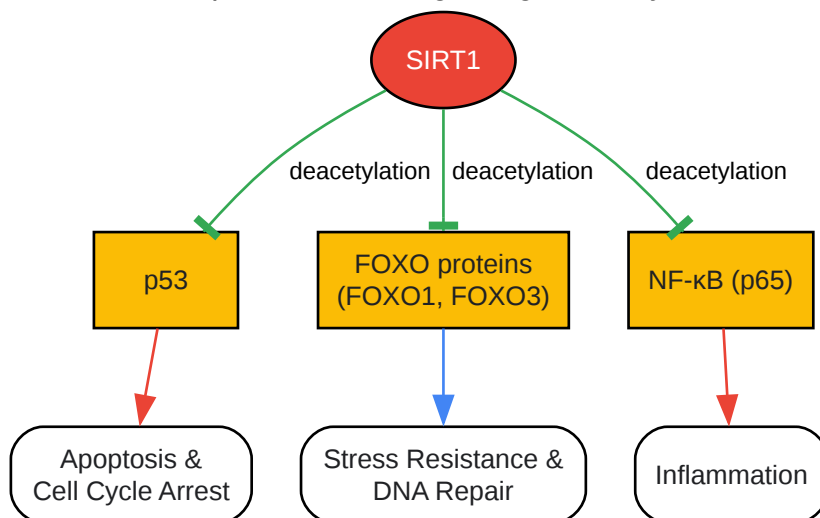 SIRT1
deacetylation deacetylation deacetylation
p53
FOXO proteins
(FOXO1, FOXO3)
NF-κB (p65)
Apoptosis &
Cell Cycle Arrest
Stress Resistance &
DNA Repair
Inflammation